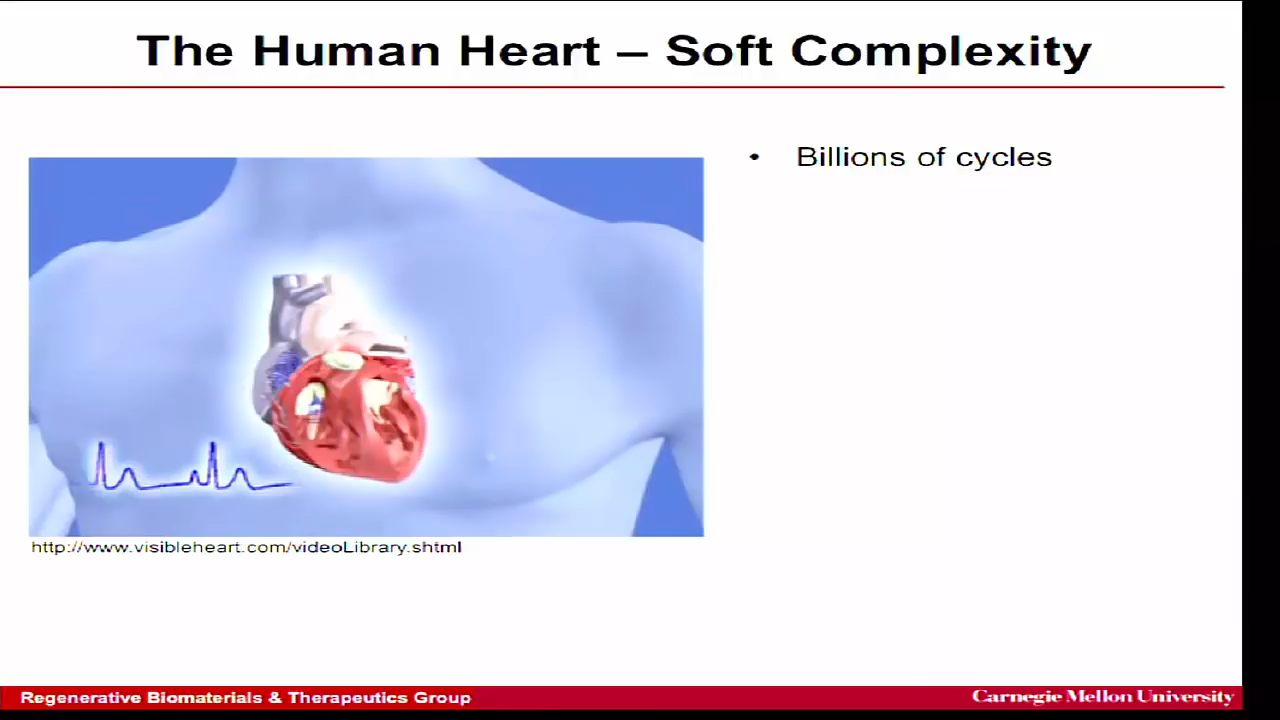 The Human Heart – Soft Complexity
• Billions of cycles
http://www.visibleheart.com/videoLibrary.shtml
Regenerative Biomaterials & Therapeutics Group
Carnegie Mellon University